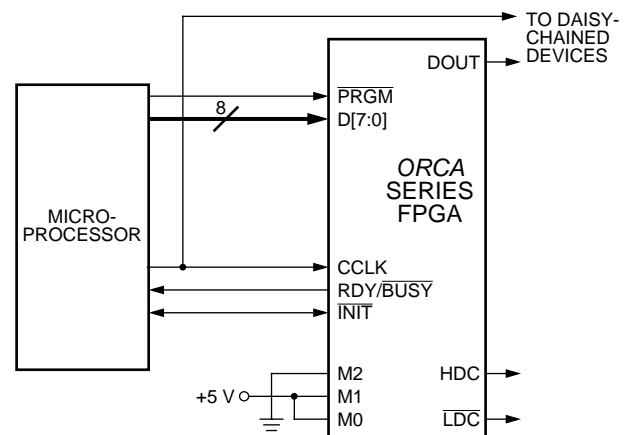 TO DAISY-
CHAINED
DEVICES
DOUT
PRGM
D[7:0]
8
ORCA
SERIES
FPGA
MICRO-
PROCESSOR
CCLK
RDY/BUSY
INIT
M2
M1
M0
+5 V
HDC
LDC